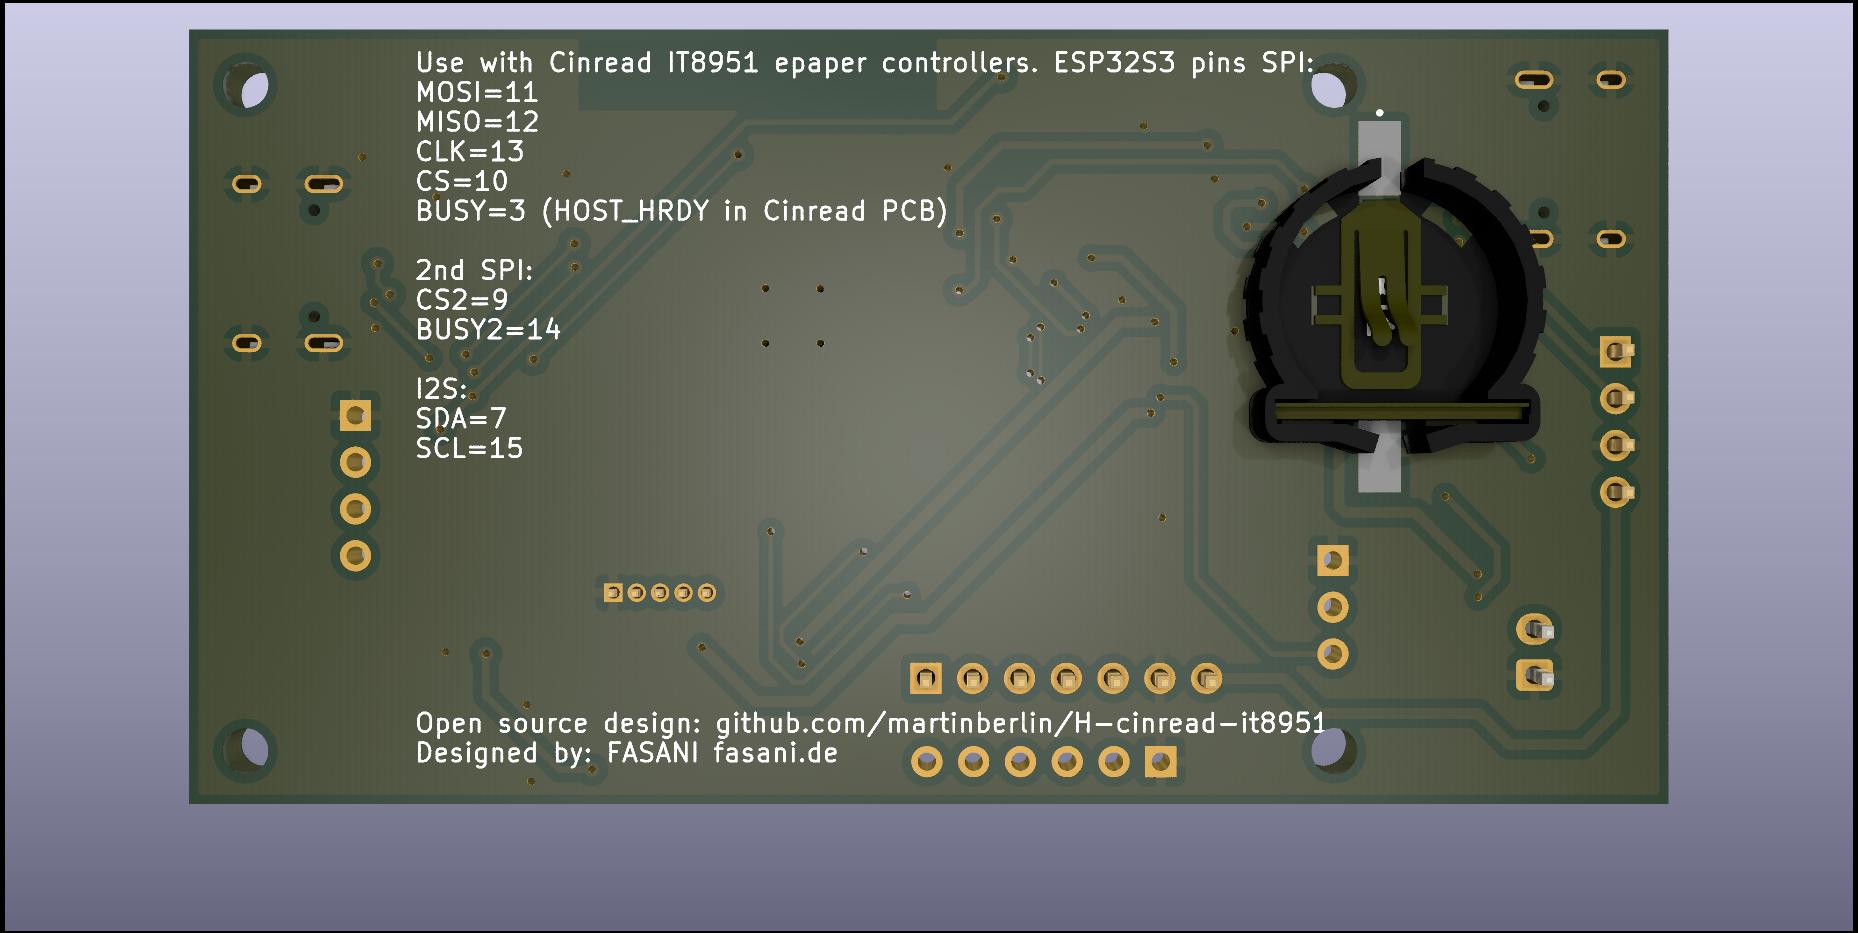 Use with Cinread IT8951 epaper controllers. ESP32S3 pins SPI:
MOSI=11
MISO=12
CLK=13
CS=10
BUSY=3 (HOST_HRDY in Cinread PCB)
2nd SPI:
CS2=9
BUSY2=14
I2S:
SDA=7
SCL=15
Open source design: github.com/martinberlin/H-cinread-it8951
Designed by: FASANI fasani.de